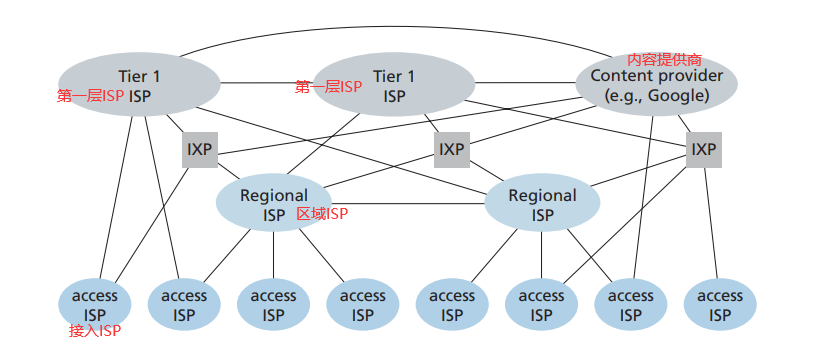 Tier 1
第一层ISP ISP
Tier 1
第一层ISP ISP
内容提供商
Content provider
(e.g., Google)
IXP
IXP
IXP
Regional
ISP 区域ISP
Regional
ISP
access
ISP
接入ISP
access
ISP
access
ISP
access
ISP
access
ISP
access
ISP
access
ISP
access
ISP